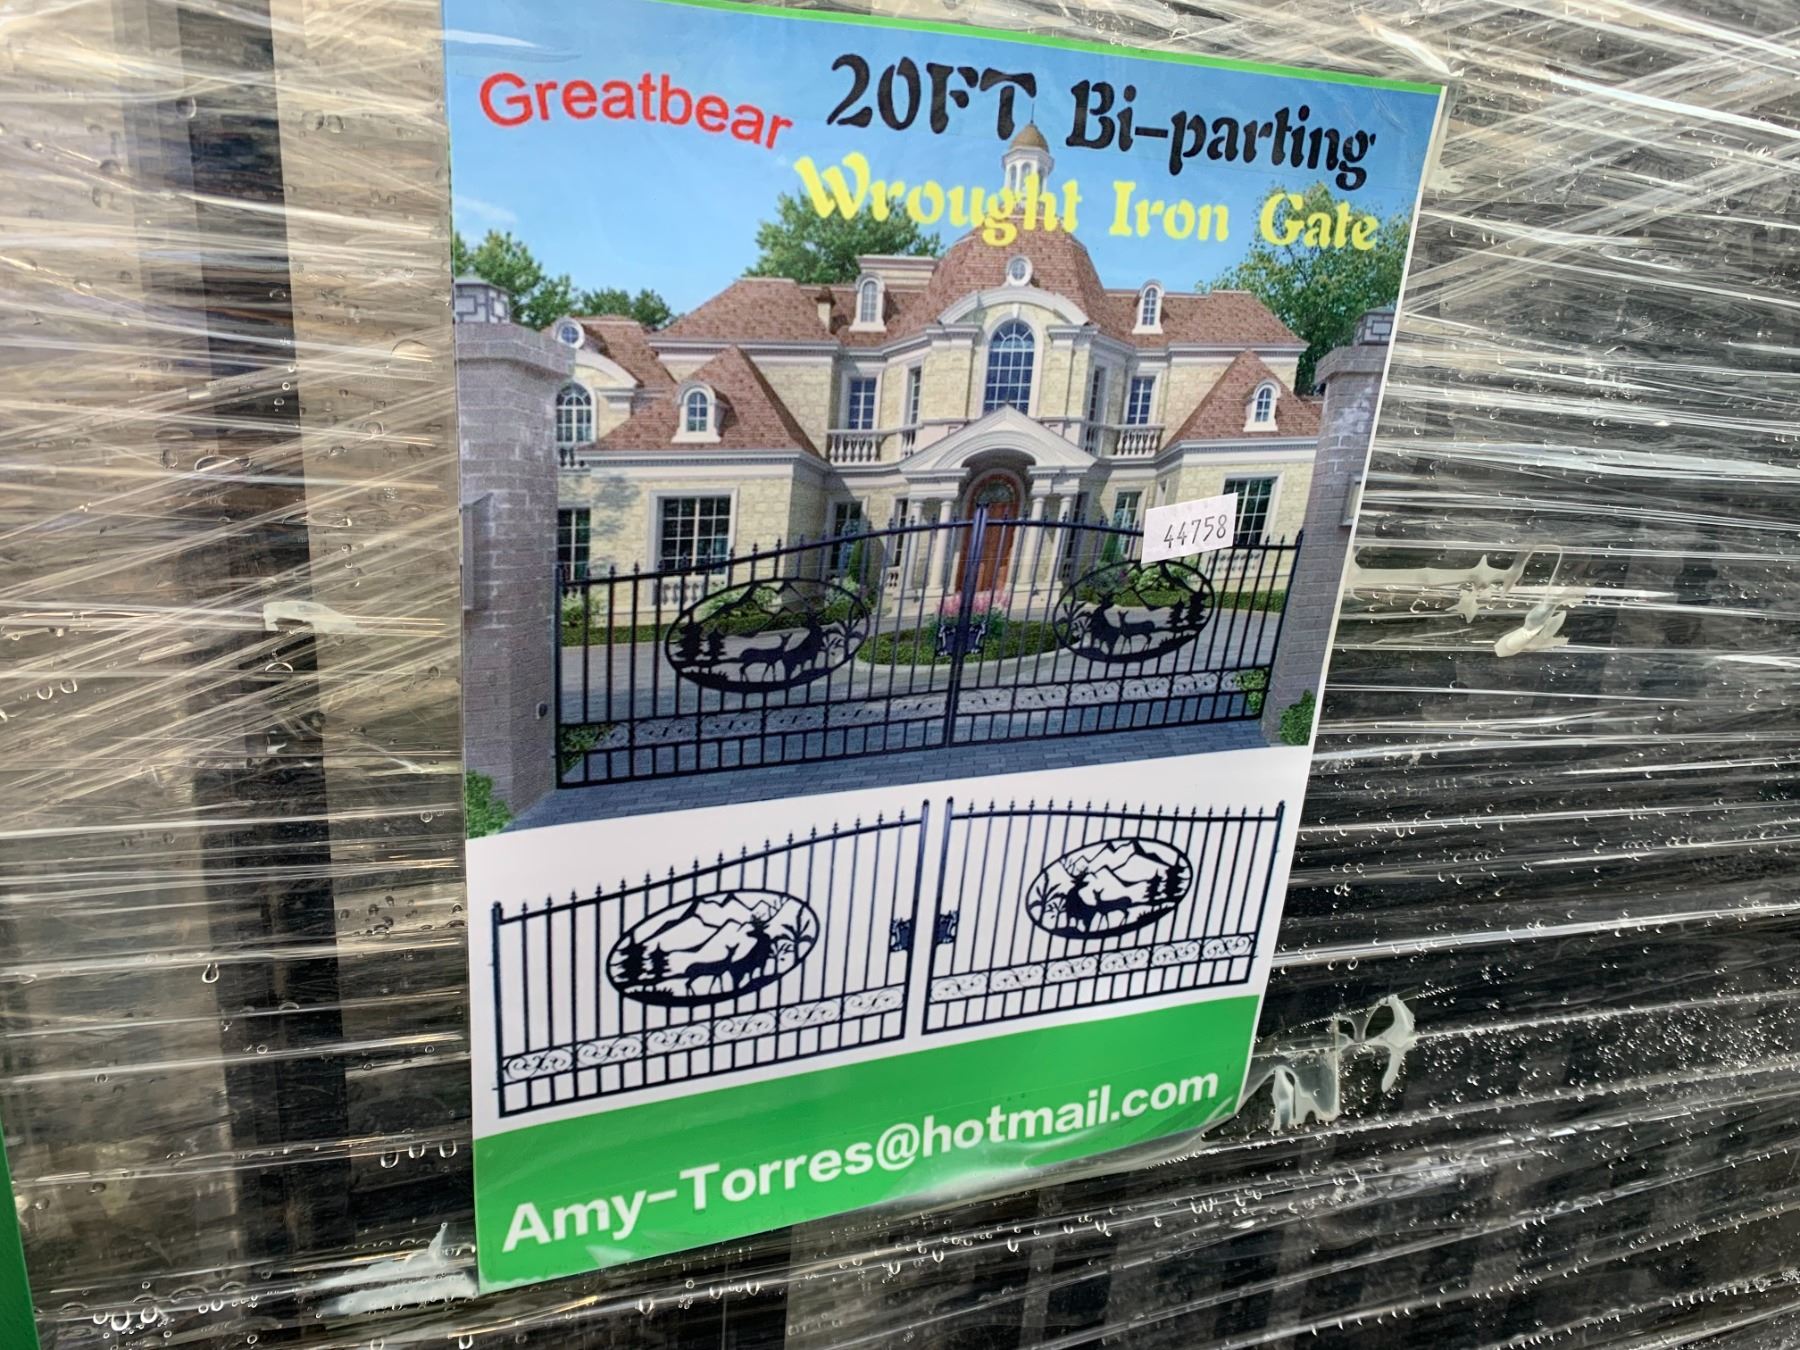 Greatbear
20FT Bi-parting
Wrought Iron Gate
44758
Amy-Torres@hotmail.com